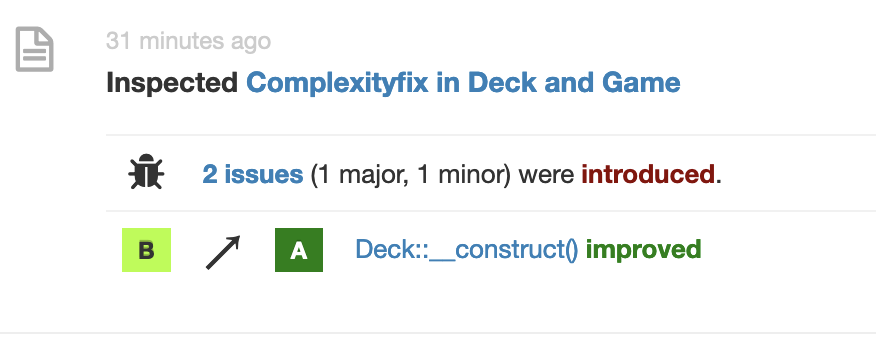 31 minutes ago
Inspected Complexityfix in Deck and Game
2 issues (1 major, 1 minor) were introduced.
B A Deck::__construct() improved